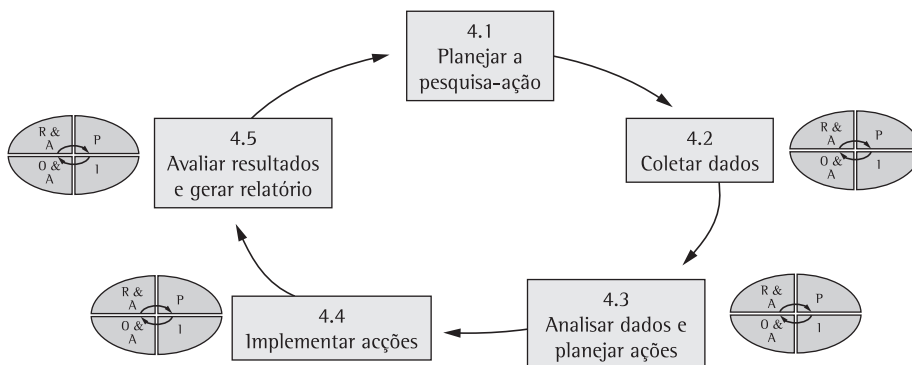 4.1
Planejar a
pesquisa-ação
4.2
Coletar dados
R &
A
P
O &
A
I
4.3
Analisar dados e
planejar ações
R &
A
P
O &
A
I
4.4
Implementar acções
R &
A
P
O &
A
I
4.5
Avaliar resultados
e gerar relatório
R &
A
P
O &
A
I